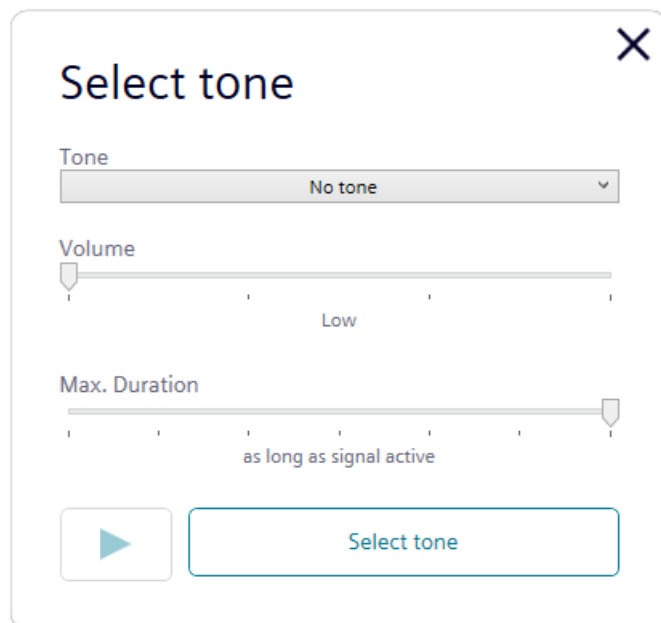 Select tone
Tone
No tone
Volume
Low
Max. Duration
as long as signal active
Select tone